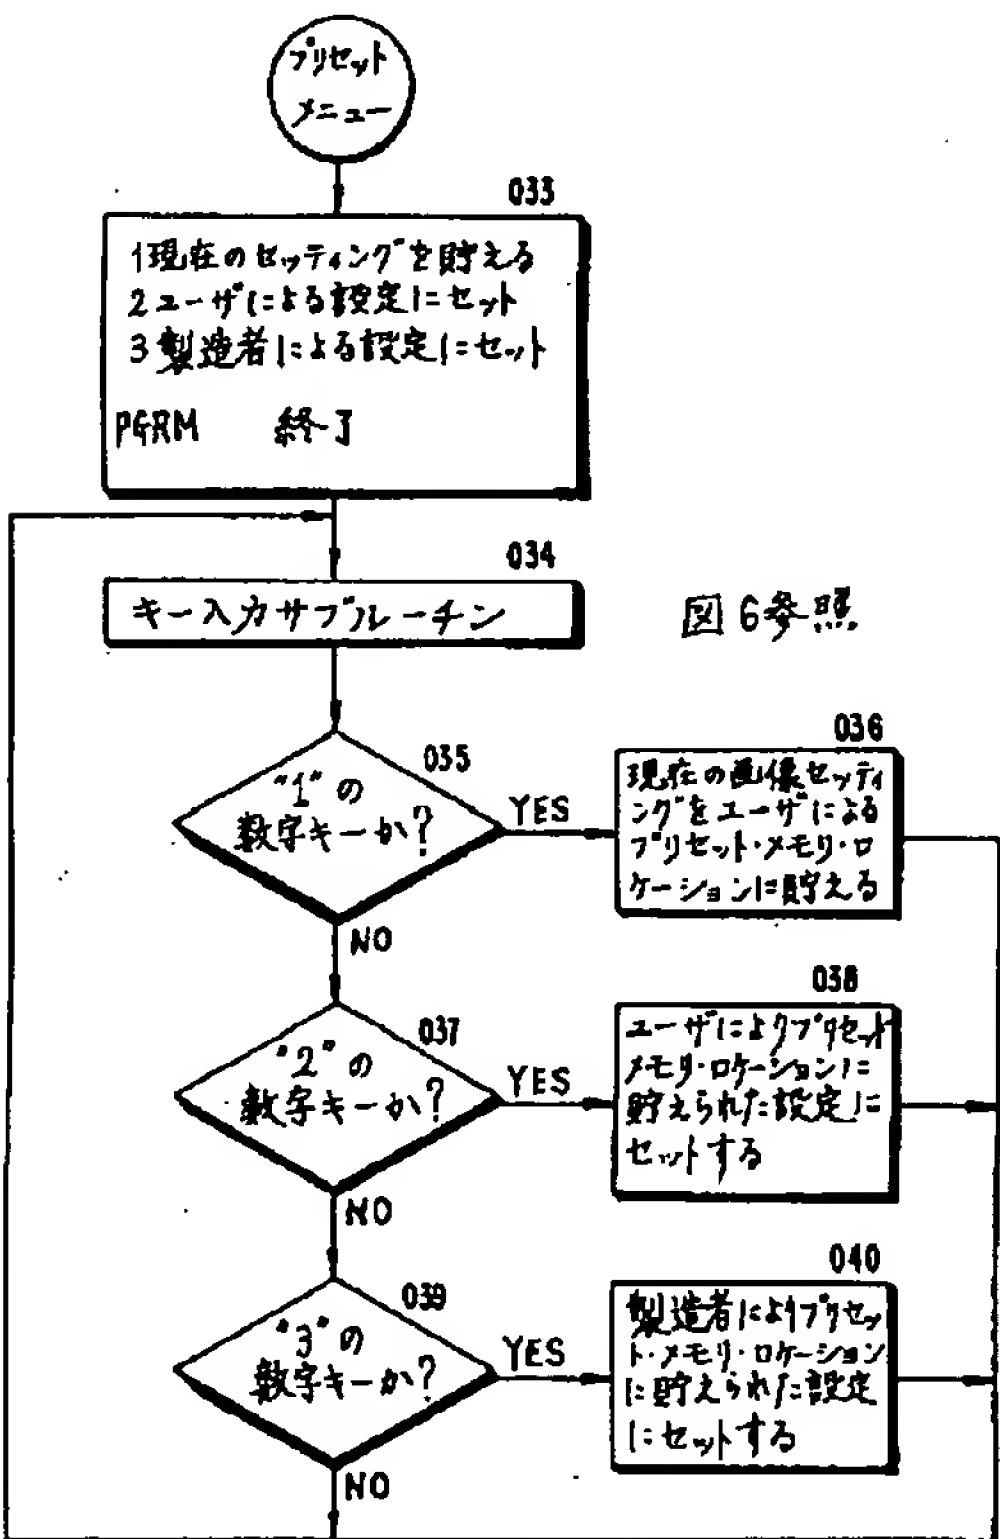 プリセット
メニュー
033
1現在のセッティングを貯える
2ユーザによる設定にセット
3製造者による設定にセット
PGRM 終了
034
キー入力サブルーチン
図6参照
035
"1"の
数字キーか?
YES
NO
036
現在の画像セッティ
ングをユーザによる
プリセット・メモリ・ロ
ケーションに貯える
037
"2"の
数字キーか?
YES
NO
038
ユーザによりプリセット
メモリ・ロケーションに
貯えられた設定に
セットする
039
"3"の
数字キーか?
YES
NO
040
製造者によりプリセッ
ト・メモリ・ロケーション
に貯えられた設定
にセットする